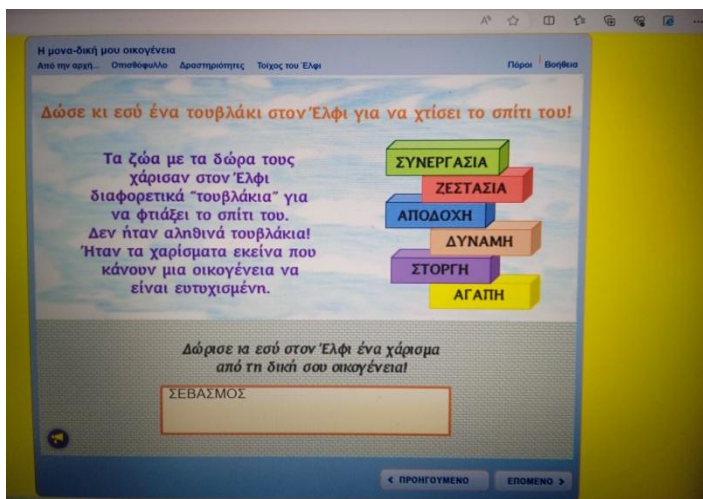 Η μονα-δική μου οικογένεια
Από την αρχή... Οπισθόφυλλο Δραστηριότητες Τοίχος του Έλφι Πόροι Βοήθεια
Δώσε κι εσύ ένα τουβλάκι στον Έλφι για να χτίσει το σπίτι του!
Τα ζώα με τα δώρα τους
χάρισαν στον Έλφι
διαφορετικά "τουβλάκια" για
να φτιάξει το σπίτι του.
Δεν ήταν αληθινά τουβλάκια!
Ήταν τα χαρίσματα εκείνα που
κάνουν μια οικογένεια να
είναι ευτυχισμένη.
ΣΥΝΕΡΓΑΣΙΑ
ΖΕΣΤΑΣΙΑ
ΑΠΟΔΟΧΗ
ΔΥΝΑΜΗ
ΣΤΟΡΓΗ
ΑΓΑΠΗ
Δώρισε κι εσύ στον Έλφι ένα χάρισμα
από τη δική σου οικογένεια!
ΣΕΒΑΣΜΟΣ
< ΠΡΟΗΓΟΥΜΕΝΟ ΕΠΟΜΕΝΟ >